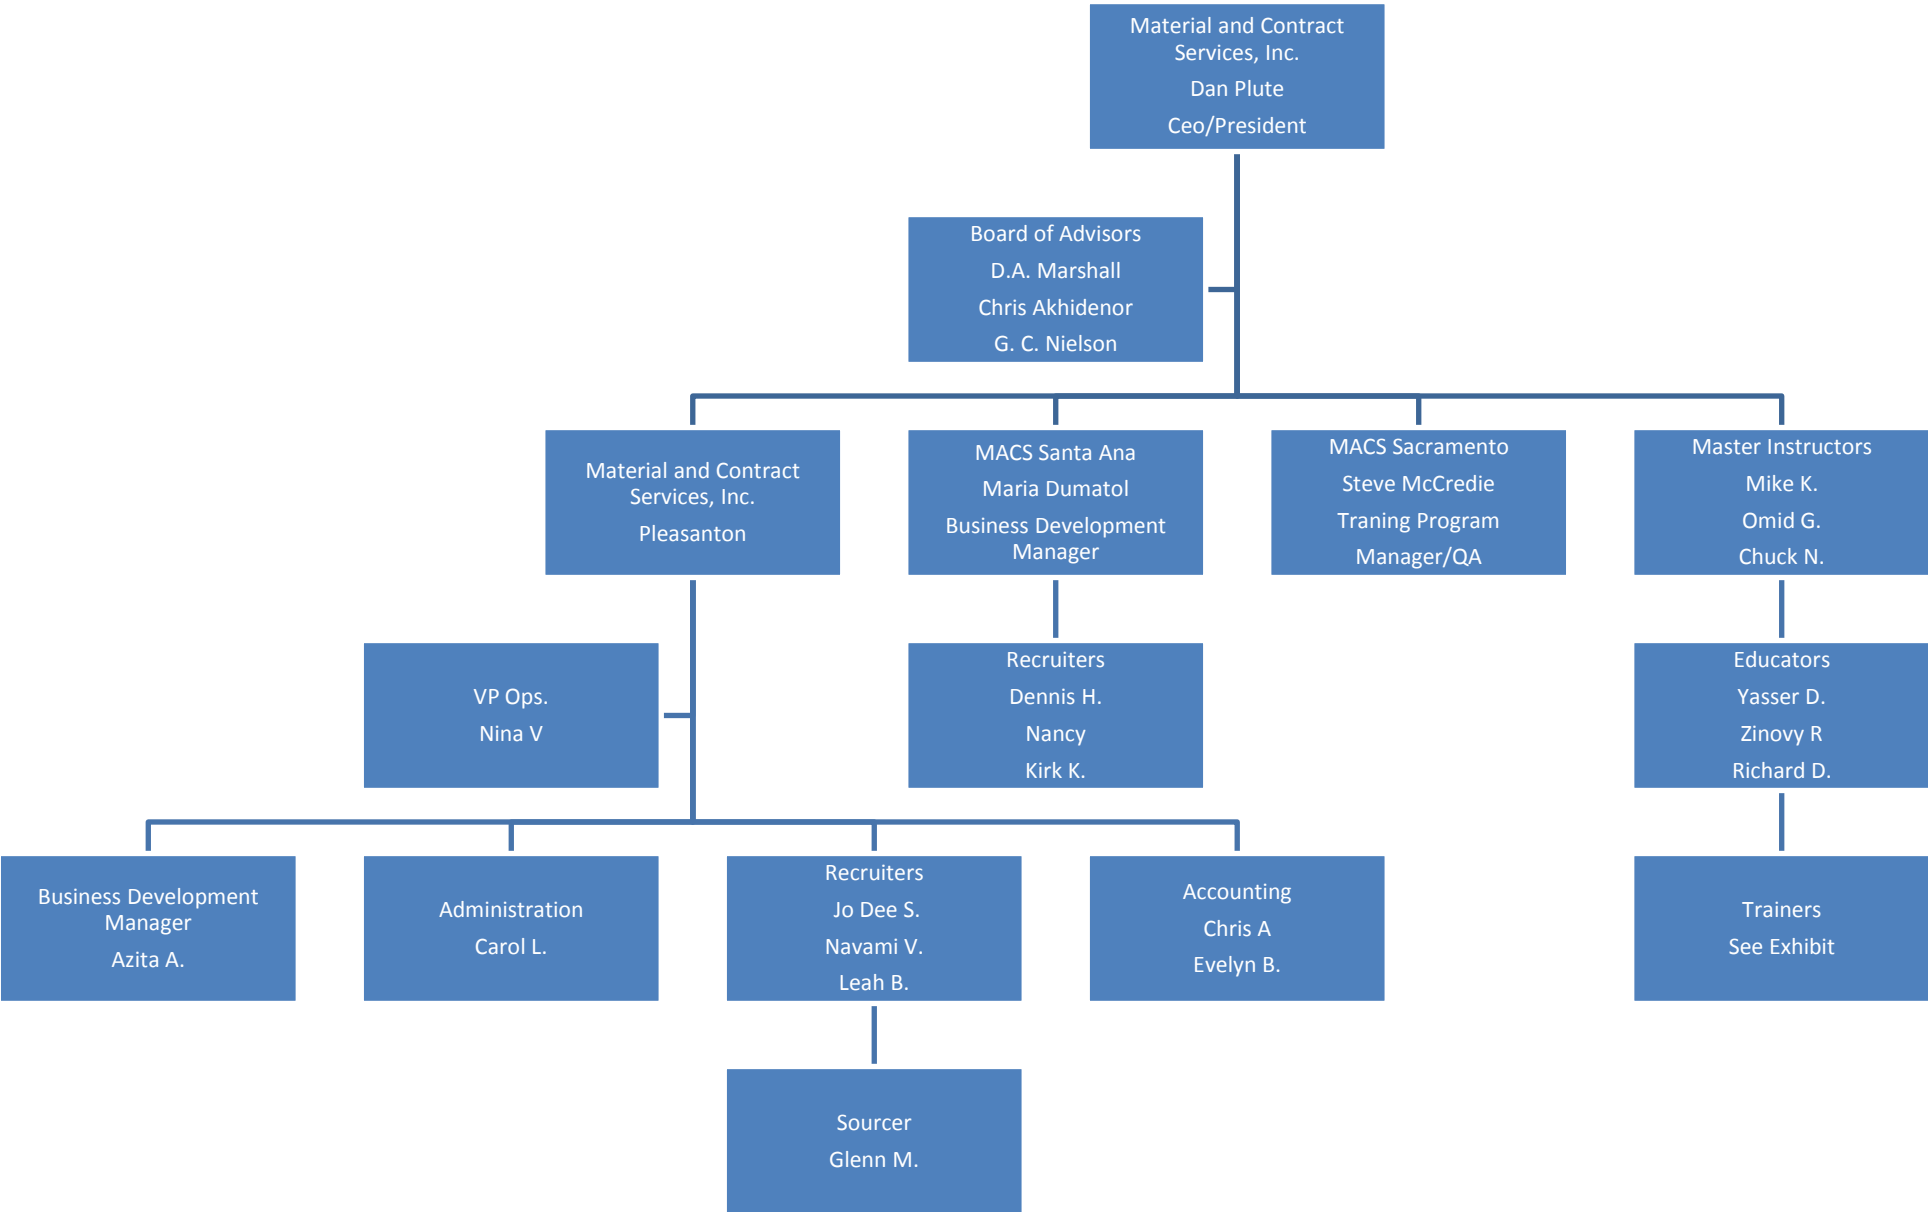 Material and Contract
Services, Inc.
Dan Plute
Ceo/President
Board of Advisors
D.A. Marshall
Chris Akhidenor
G. C. Nielson
Material and Contract
Services, Inc.
Pleasanton
MACS Santa Ana
Maria Dumatol
Business Development
Manager
MACS Sacramento
Steve McCredie
Traning Program
Manager/QA
Master Instructors
Mike K.
Omid G.
Chuck N.
VP Ops.
Nina V
Recruiters
Dennis H.
Nancy
Kirk K.
Educators
Yasser D.
Zinovy R
Richard D.
Business Development
Manager
Azita A.
Administration
Carol L.
Recruiters
Jo Dee S.
Navami V.
Leah B.
Accounting
Chris A
Evelyn B.
Trainers
See Exhibit
Sourcer
Glenn M.